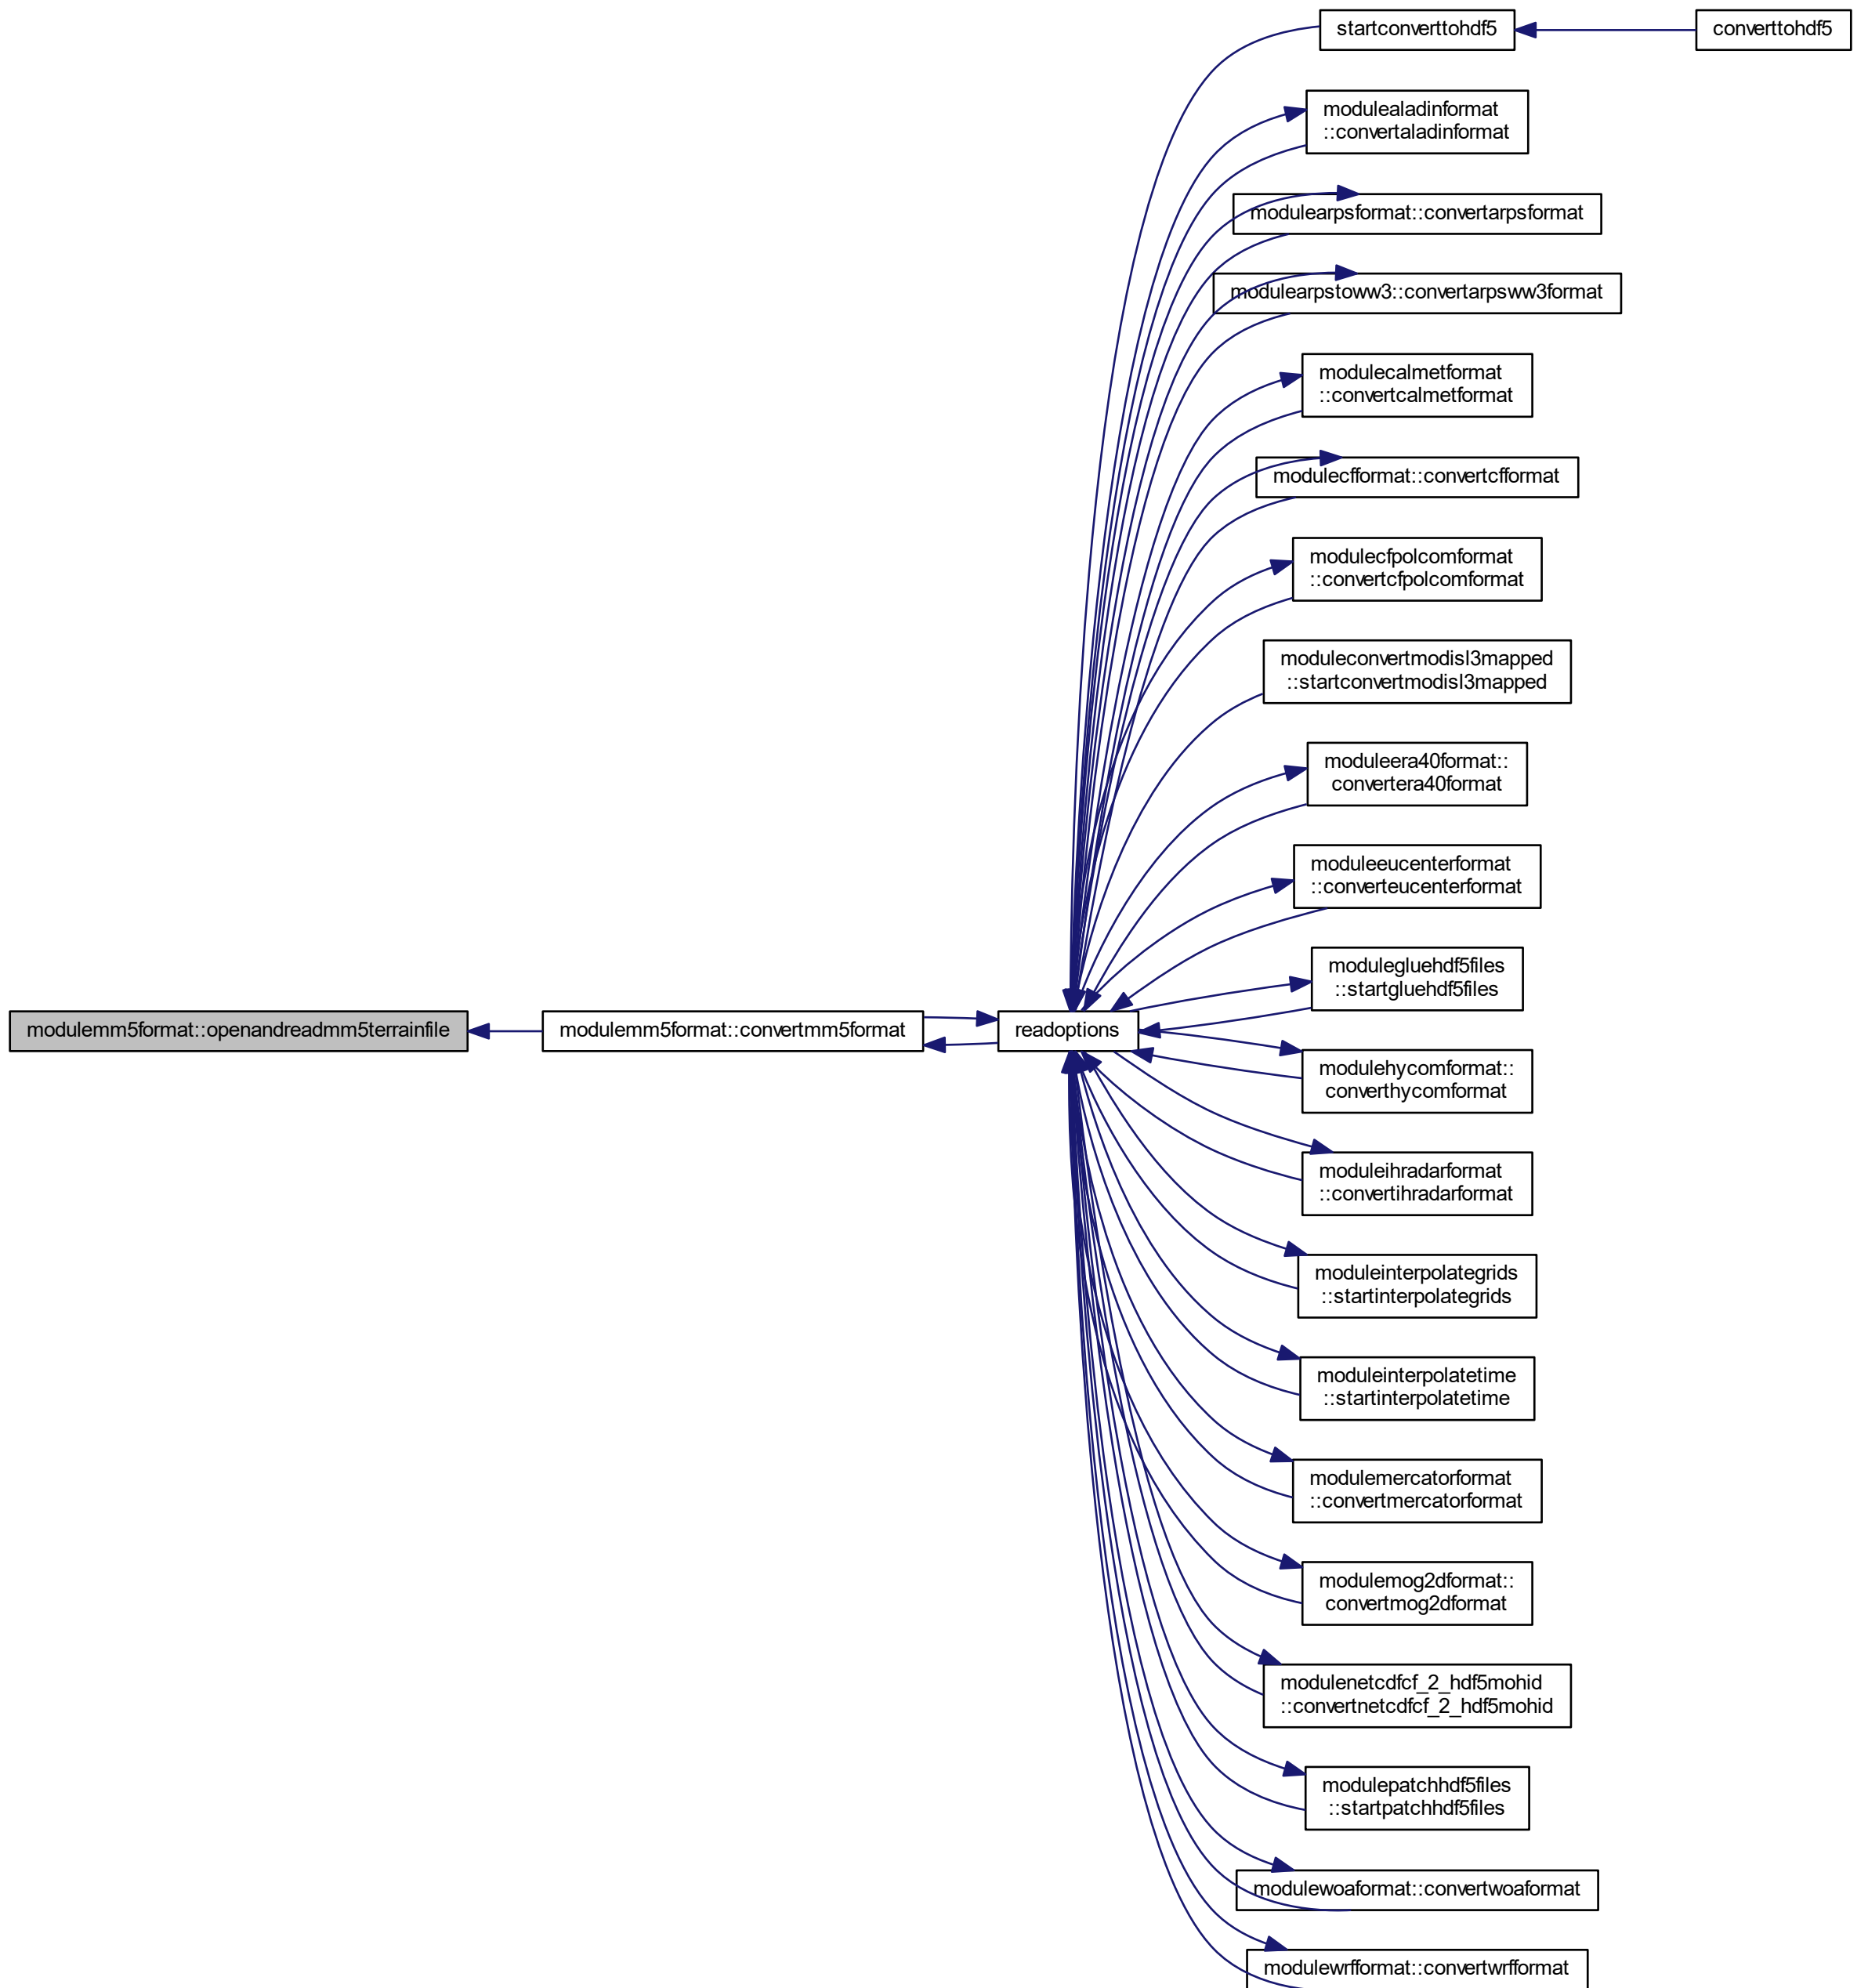 startconverttohdf5
converttohdf5
modulealadinformat
::convertaladinformat
modulearpsformat::convertarpsformat
modulearpstoww3::convertarpsww3format
modulecalmetformat
::convertcalmetformat
modulecfformat::convertcfformat
modulecfpolcomformat
::convertcfpolcomformat
moduleconvertmodisl3mapped
::startconvertmodisl3mapped
moduleera40format::
convertera40format
moduleeucenterformat
::converteucenterformat
modulegluehdf5files
::startgluehdf5files
modulemm5format::openandreadmm5terrainfile
modulemm5format::convertmm5format
readoptions
modulehycomformat::
converthycomformat
moduleihradarformat
::convertihradarformat
moduleinterpolategrids
::startinterpolategrids
moduleinterpolatetime
::startinterpolatetime
modulemercatorformat
::convertmercatorformat
modulemog2dformat::
convertmog2dformat
modulenetcdfcf_2_hdf5mohid
::convertnetcdfcf_2_hdf5mohid
modulepatchhdf5files
::startpatchhdf5files
modulewoaformat::convertwoaformat
modulewrfformat::convertwrfformat